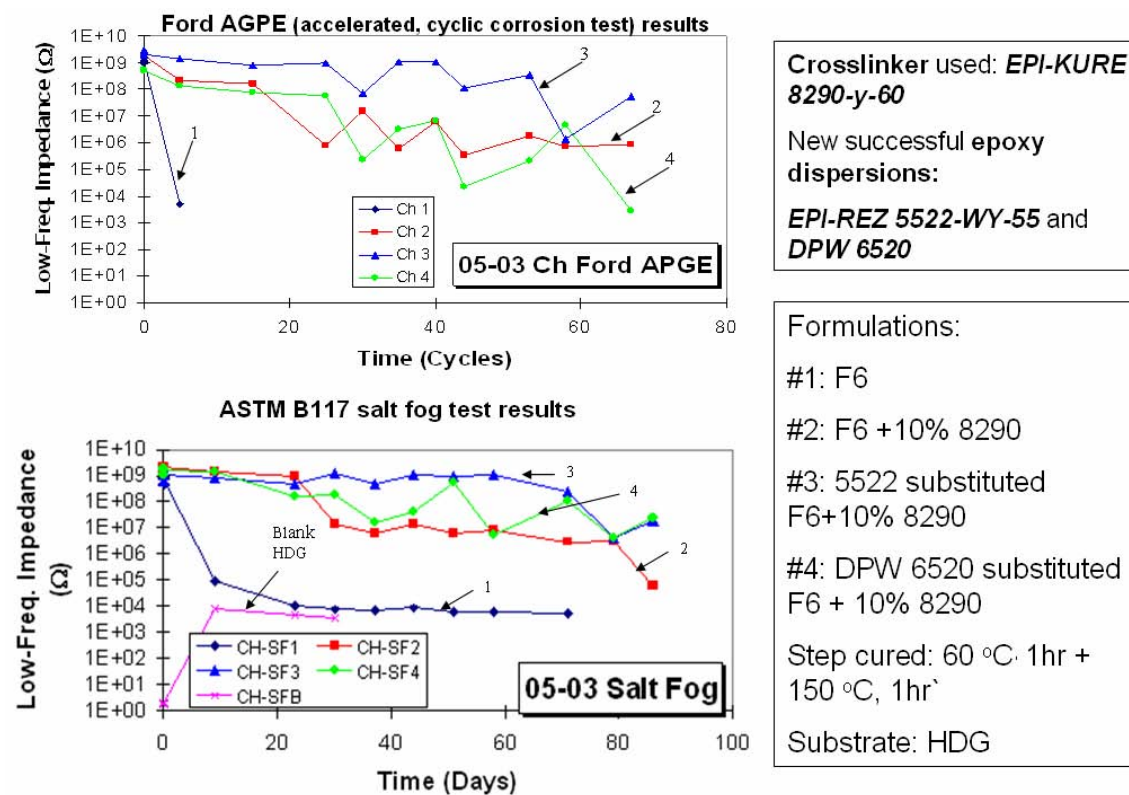 Ford AGPE (accelerated, cyclic corrosion test) results
Low-Freq. Impedance (Ω)
1E+10
1E+09
1E+08
1E+07
1E+06
1E+05
1E+04
1E+03
1E+02
1E+01
1E+00
1
3
2
4
Ch 1
Ch 2
Ch 3
Ch 4
05-03 Ch Ford APGE
0
20
40
60
80
Time (Cycles)
ASTM B117 salt fog test results
Low-Freq. Impedance
(Ω)
1E+10
1E+09
1E+08
1E+07
1E+06
1E+05
1E+04
1E+03
1E+02
1E+01
1E+00
Blank
HDG
3
4
2
1
CH-SF1
CH-SF2
CH-SF3
CH-SF4
CH-SFB
05-03 Salt Fog
0
20
40
60
80
100
Time (Days)
Crosslinker used: EPI-KURE
8290-y-60
New successful epoxy
dispersions:
EPI-REZ 5522-WY-55 and
DPW 6520
Formulations:
#1: F6
#2: F6 +10% 8290
#3: 5522 substituted
F6+10% 8290
#4: DPW 6520 substituted
F6 + 10% 8290
Step cured: 60 °C, 1hr +
150 °C, 1hr`
Substrate: HDG